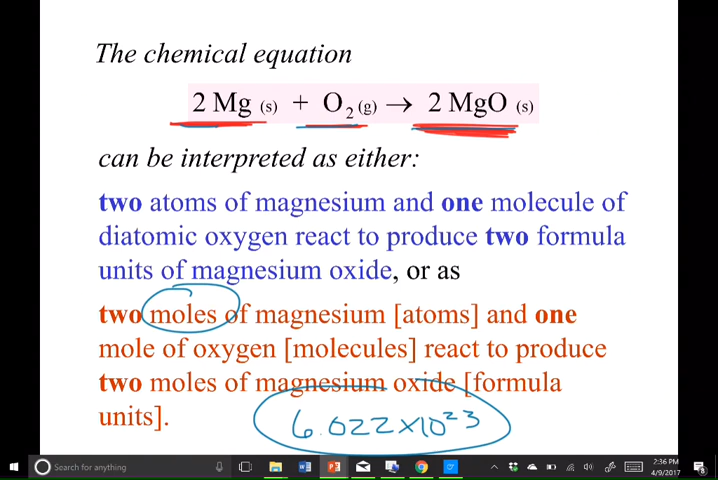 The chemical equation
2 Mg (s) + O2 (g) → 2 MgO (s)
can be interpreted as either:
two atoms of magnesium and one molecule of
diatomic oxygen react to produce two formula
units of magnesium oxide, or as
two moles of magnesium [atoms] and one
mole of oxygen [molecules] react to produce
two moles of magnesium oxide [formula
units].
6.022×10²³
Search for anything
2:36 PM
4/9/2017